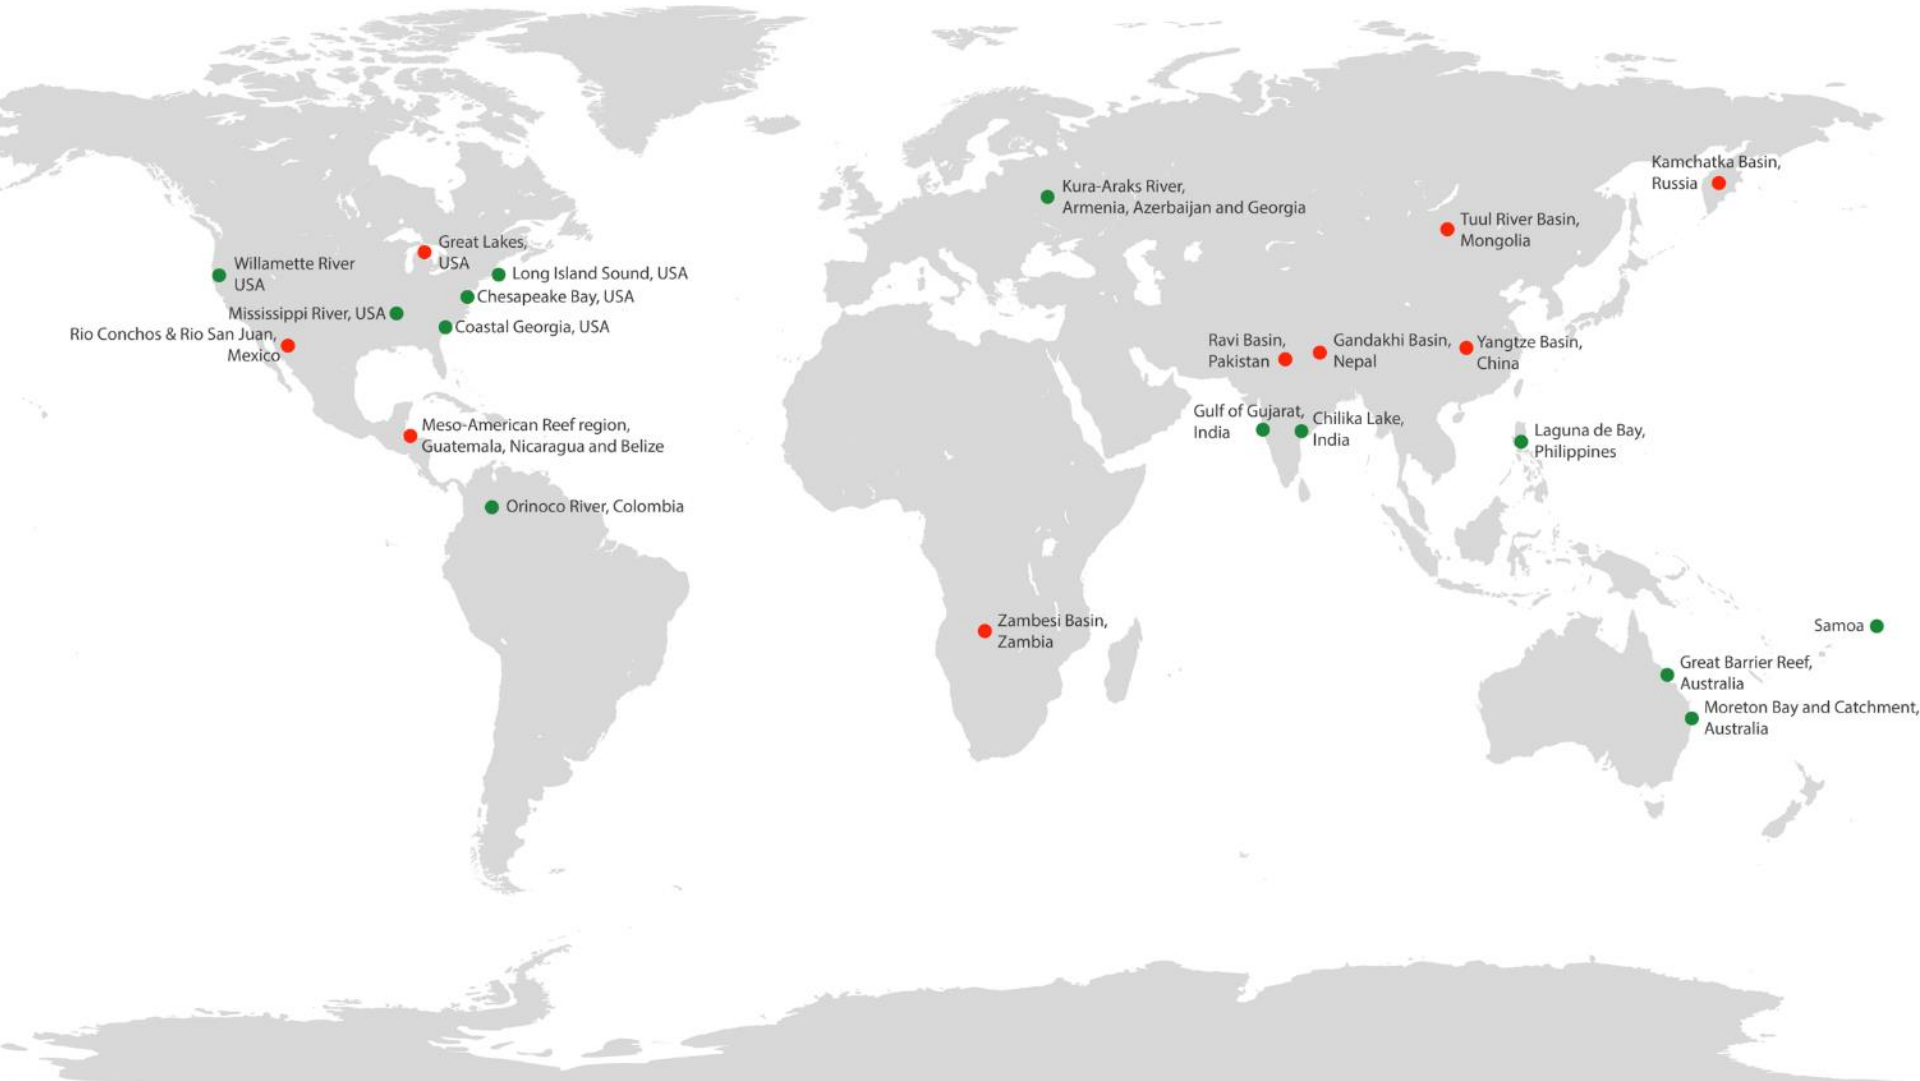 Kamchatka Basin,
Russia
Kura-Araks River,
Armenia, Azerbaijan and Georgia
Tuul River Basin,
Mongolia
Great Lakes,
USA
Willamette River
USA
Long Island Sound, USA
Chesapeake Bay, USA
Mississippi River, USA
Coastal Georgia, USA
Rio Conchos & Rio San Juan,
Mexico
Ravi Basin,
Pakistan
Gandakhi Basin,
Nepal
Yangtze Basin,
China
Meso-American Reef region,
Guatemala, Nicaragua and Belize
Gulf of Gujarat,
India
Chilika Lake,
India
Laguna de Bay,
Philippines
Orinoco River, Colombia
Zambesi Basin,
Zambia
Samoa
Great Barrier Reef,
Australia
Moreton Bay and Catchment,
Australia